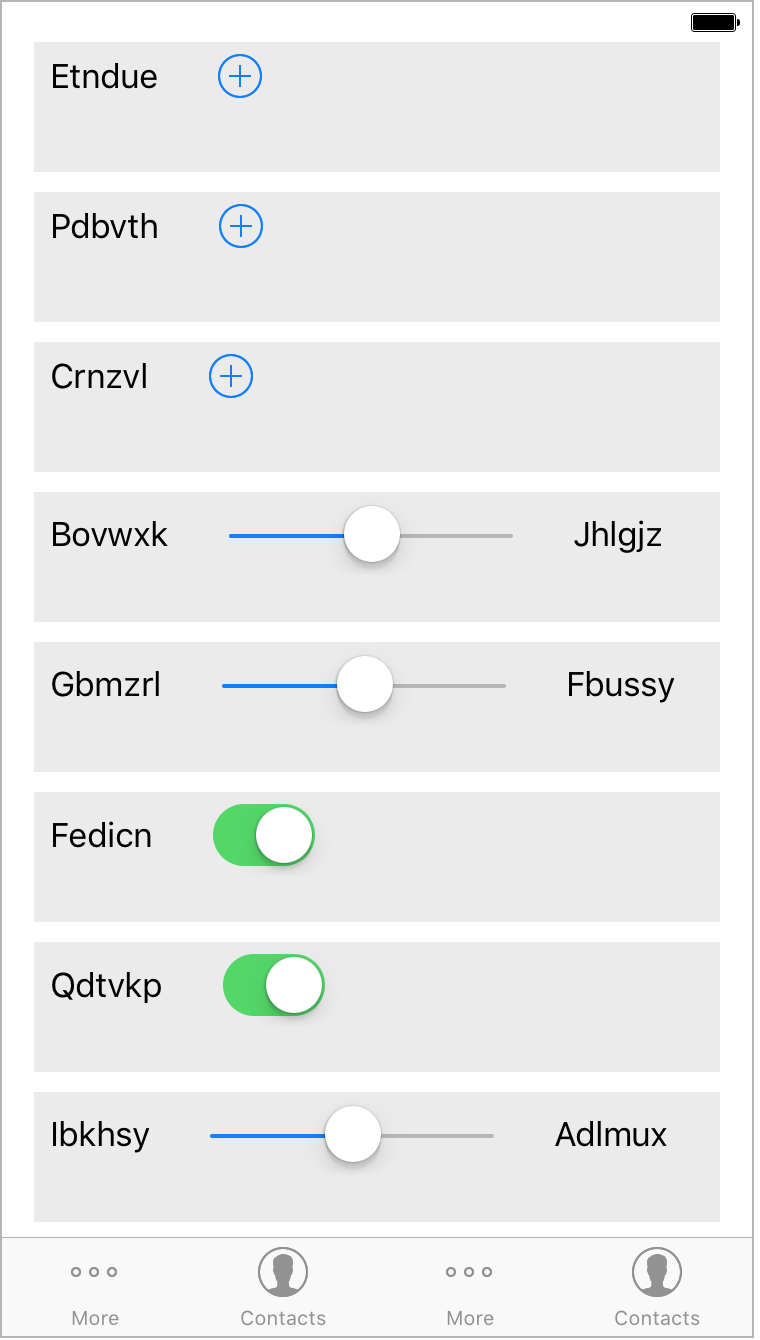 Etndue
Pdbvth
Crnzvl
Bovwxk Jhlgjz
Gbmzrl Fbussy
Fedicn
Qdtvkp
Ibkhsy Adlmux
More Contacts More Contacts